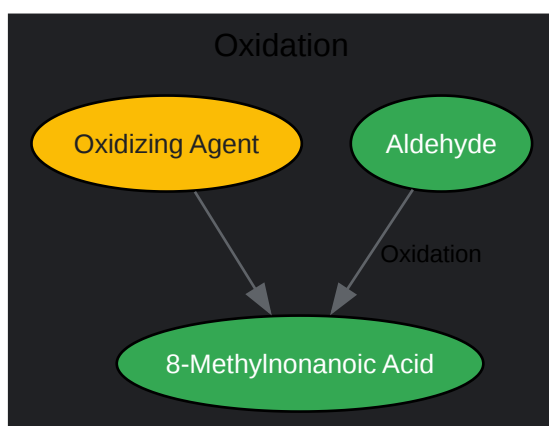 Oxidation
Oxidizing Agent
Aldehyde
Oxidation
8-Methylnonanoic Acid